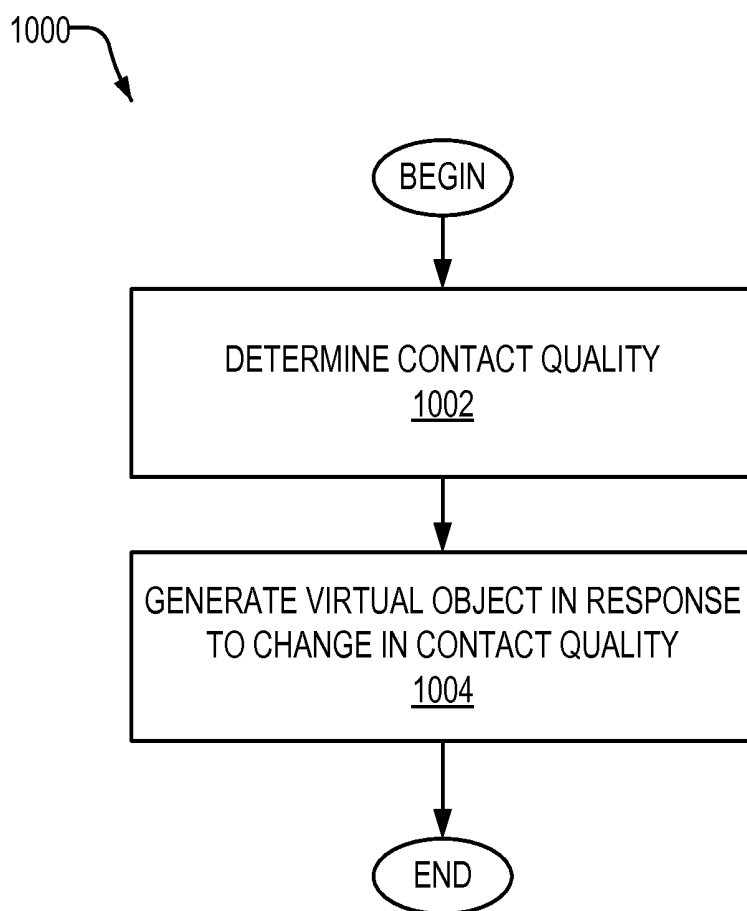 1000
BEGIN
DETERMINE CONTACT QUALITY
1002
GENERATE VIRTUAL OBJECT IN RESPONSE
TO CHANGE IN CONTACT QUALITY
1004
END